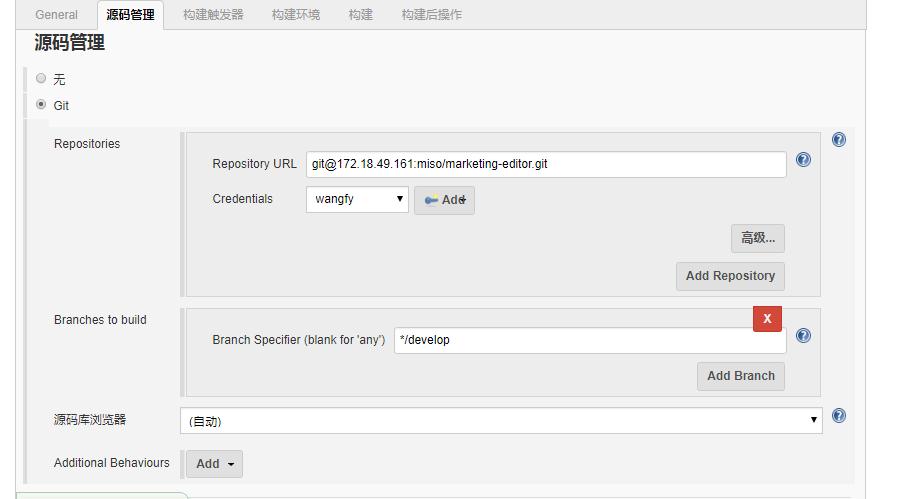 General 源码管理 构建触发器 构建环境 构建 构建后操作
源码管理
无
Git
Repositories
Repository URL git@172.18.49.161:miso/marketing-editor.git
Credentials wangfy Add
高级...
Add Repository
Branches to build
X
Branch Specifier (blank for 'any') */develop
Add Branch
源码库浏览器 (自动)
Additional Behaviours Add